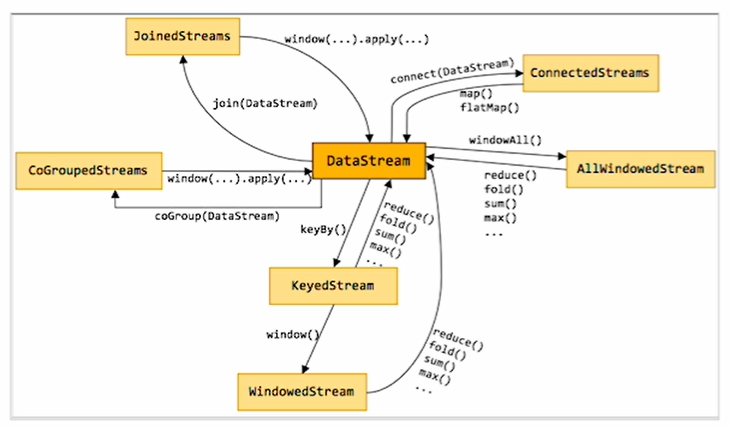 JoinedStreams
window(...).apply(...)
connect(DataStream)
ConnectedStreams
map()
flatMap()
join(DataStream)
DataStream
windowAll()
AllWindowedStream
CoGroupedStreams
window(...).apply(...)
reduce()
fold()
sum()
max()
...
coGroup(DataStream)
keyBy()
reduce()
fold()
sum()
max()
...
KeyedStream
window()
reduce()
fold()
sum()
max()
...
WindowedStream